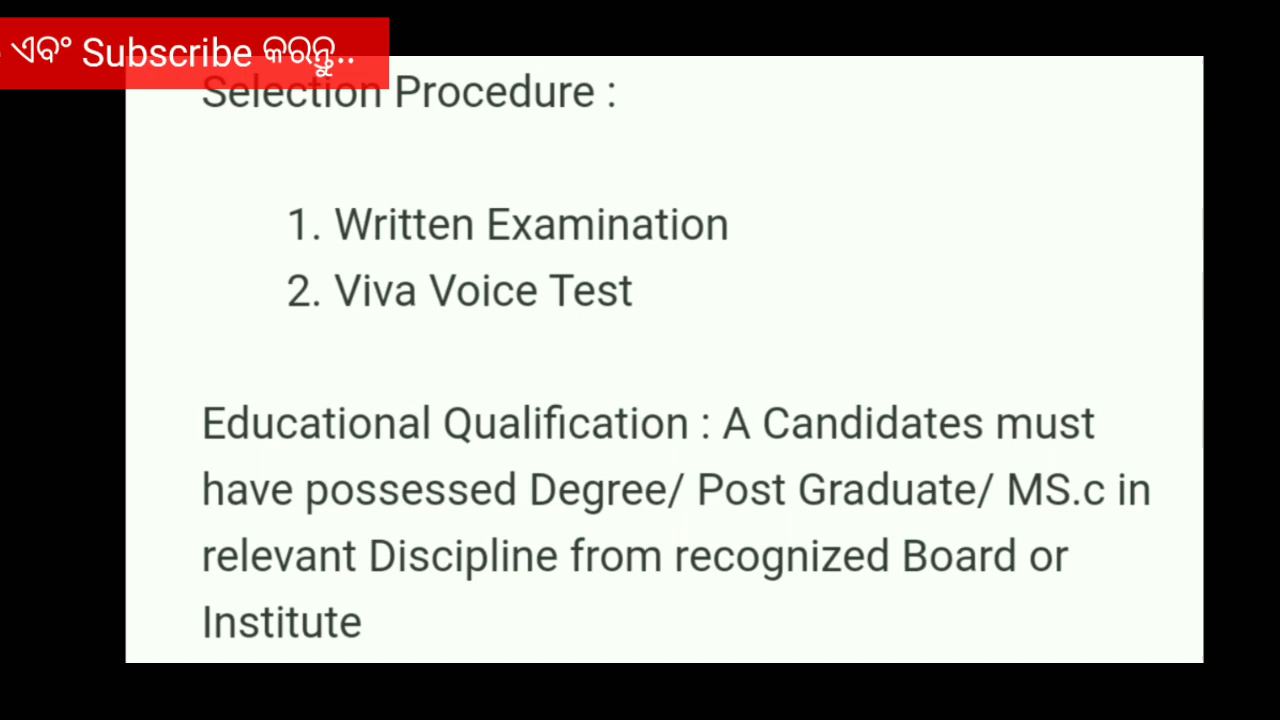 ଏବଂ Subscribe କରନ୍ତୁ..
Selection Procedure :
1. Written Examination
2. Viva Voice Test
Educational Qualification : A Candidates must
have possessed Degree/ Post Graduate/ MS.c in
relevant Discipline from recognized Board or
Institute